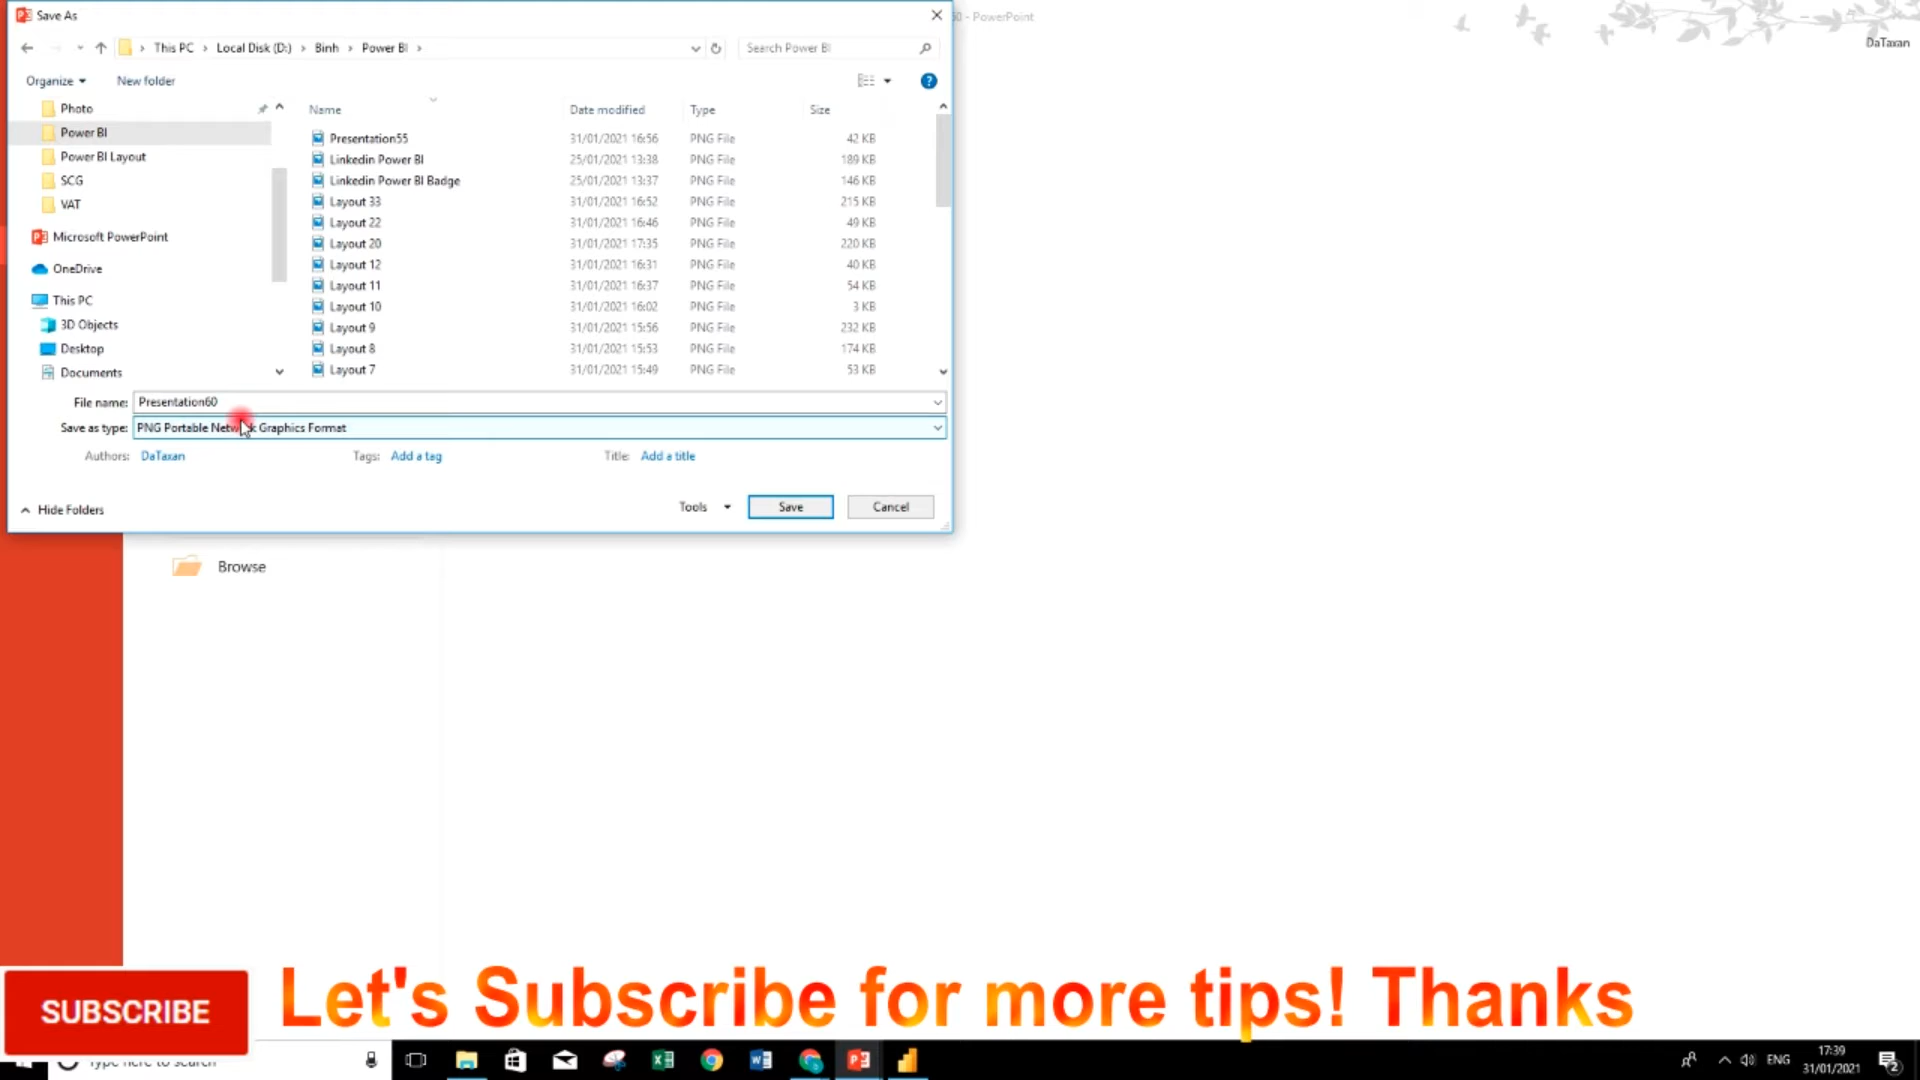 Save As
60 - PowerPoint
DaTaxan
This PC
Local Disk (D:)
Binh
Power BI
Search Power BI
Organize
New folder
Name
Date modified
Type
Size
Photo
Power BI
Power BI Layout
SCG
VAT
Microsoft PowerPoint
OneDrive
This PC
3D Objects
Desktop
Documents
Presentation55 31/01/2021 16:56 PNG File 42 KB
Linkedin Power BI 25/01/2021 13:38 PNG File 189 KB
Linkedin Power BI Badge 25/01/2021 13:37 PNG File 146 KB
Layout 33 31/01/2021 16:52 PNG File 215 KB
Layout 22 31/01/2021 16:46 PNG File 49 KB
Layout 20 31/01/2021 17:35 PNG File 220 KB
Layout 12 31/01/2021 16:31 PNG File 40 KB
Layout 11 31/01/2021 16:37 PNG File 54 KB
Layout 10 31/01/2021 16:02 PNG File 3 KB
Layout 9 31/01/2021 15:56 PNG File 232 KB
Layout 8 31/01/2021 15:53 PNG File 174 KB
Layout 7 31/01/2021 15:49 PNG File 53 KB
File name: Presentation60
Save as type: PNG Portable Network Graphics Format
Authors: DaTaxan Tags: Add a tag Title: Add a title
Hide Folders
Tools
Save
Cancel
Browse
SUBSCRIBE
Let's Subscribe for more tips! Thanks
Type here to search
ENG
17:39
31/01/2021
2